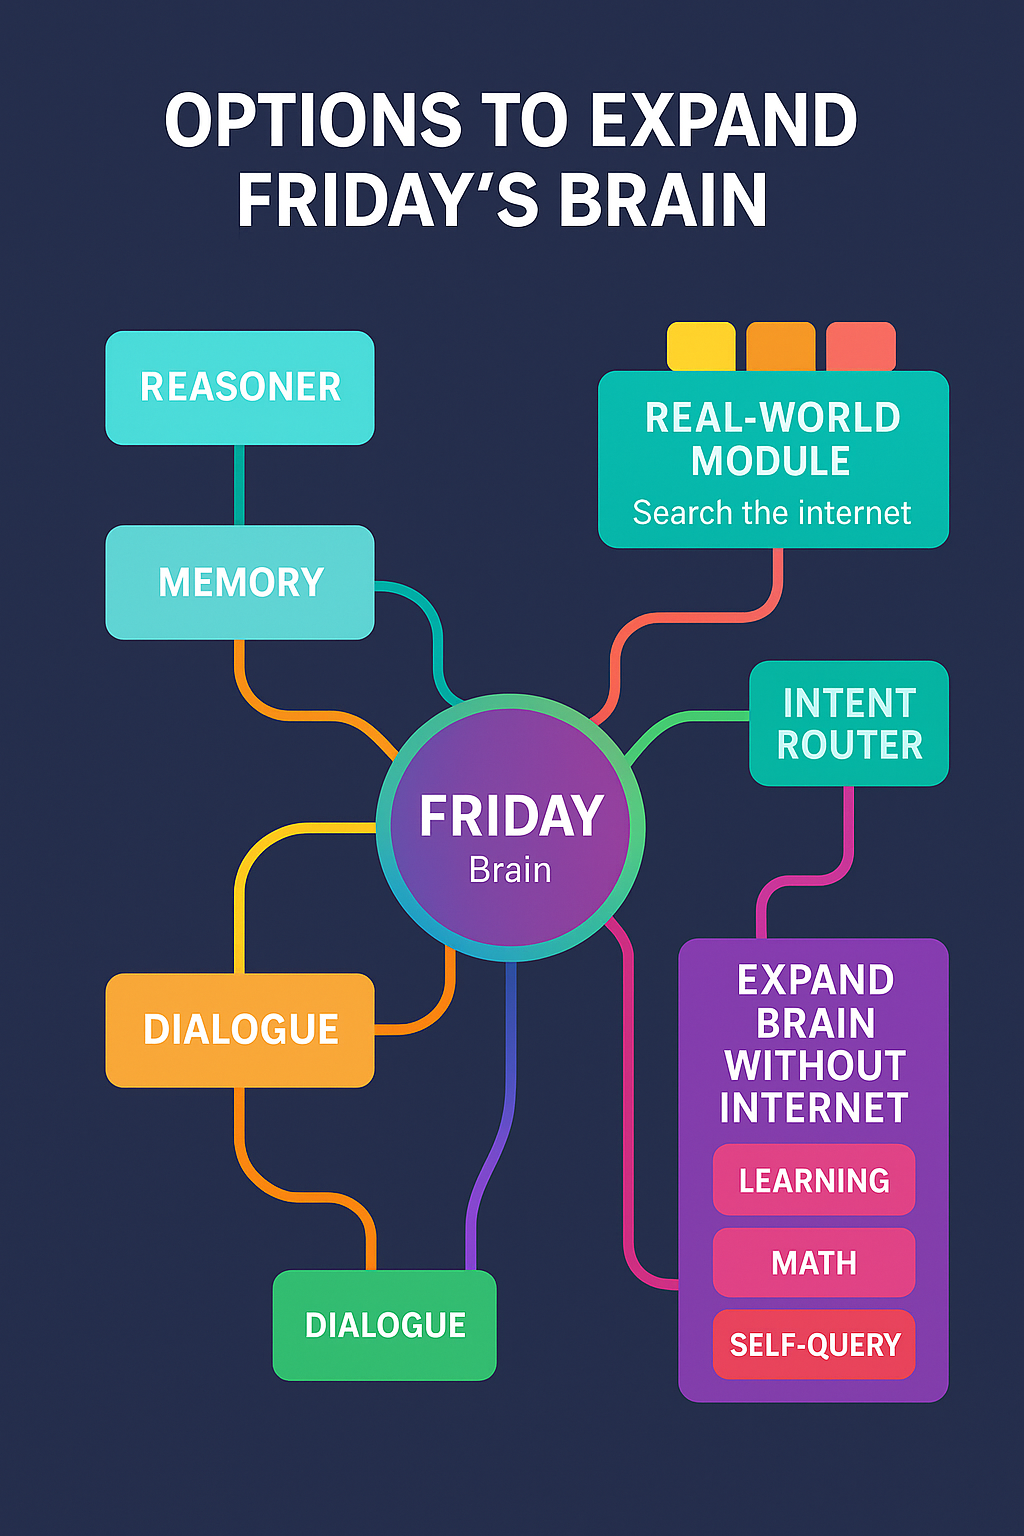 OPTIONS TO EXPAND
FRIDAY‘S BRAIN
REASONER
MEMORY
REAL-WORLD
MODULE
Search the internet
INTENT
ROUTER
FRIDAY
Brain
DIALOGUE
DIALOGUE
EXPAND
BRAIN
WITHOUT
INTERNET
LEARNING
MATH
SELF-QUERY